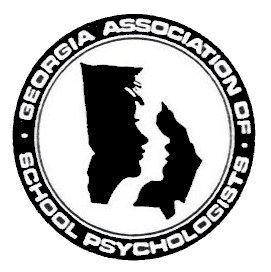 · GEORGIA ASSOCIATION OF ·
SCHOOL PSYCHOLOGISTS